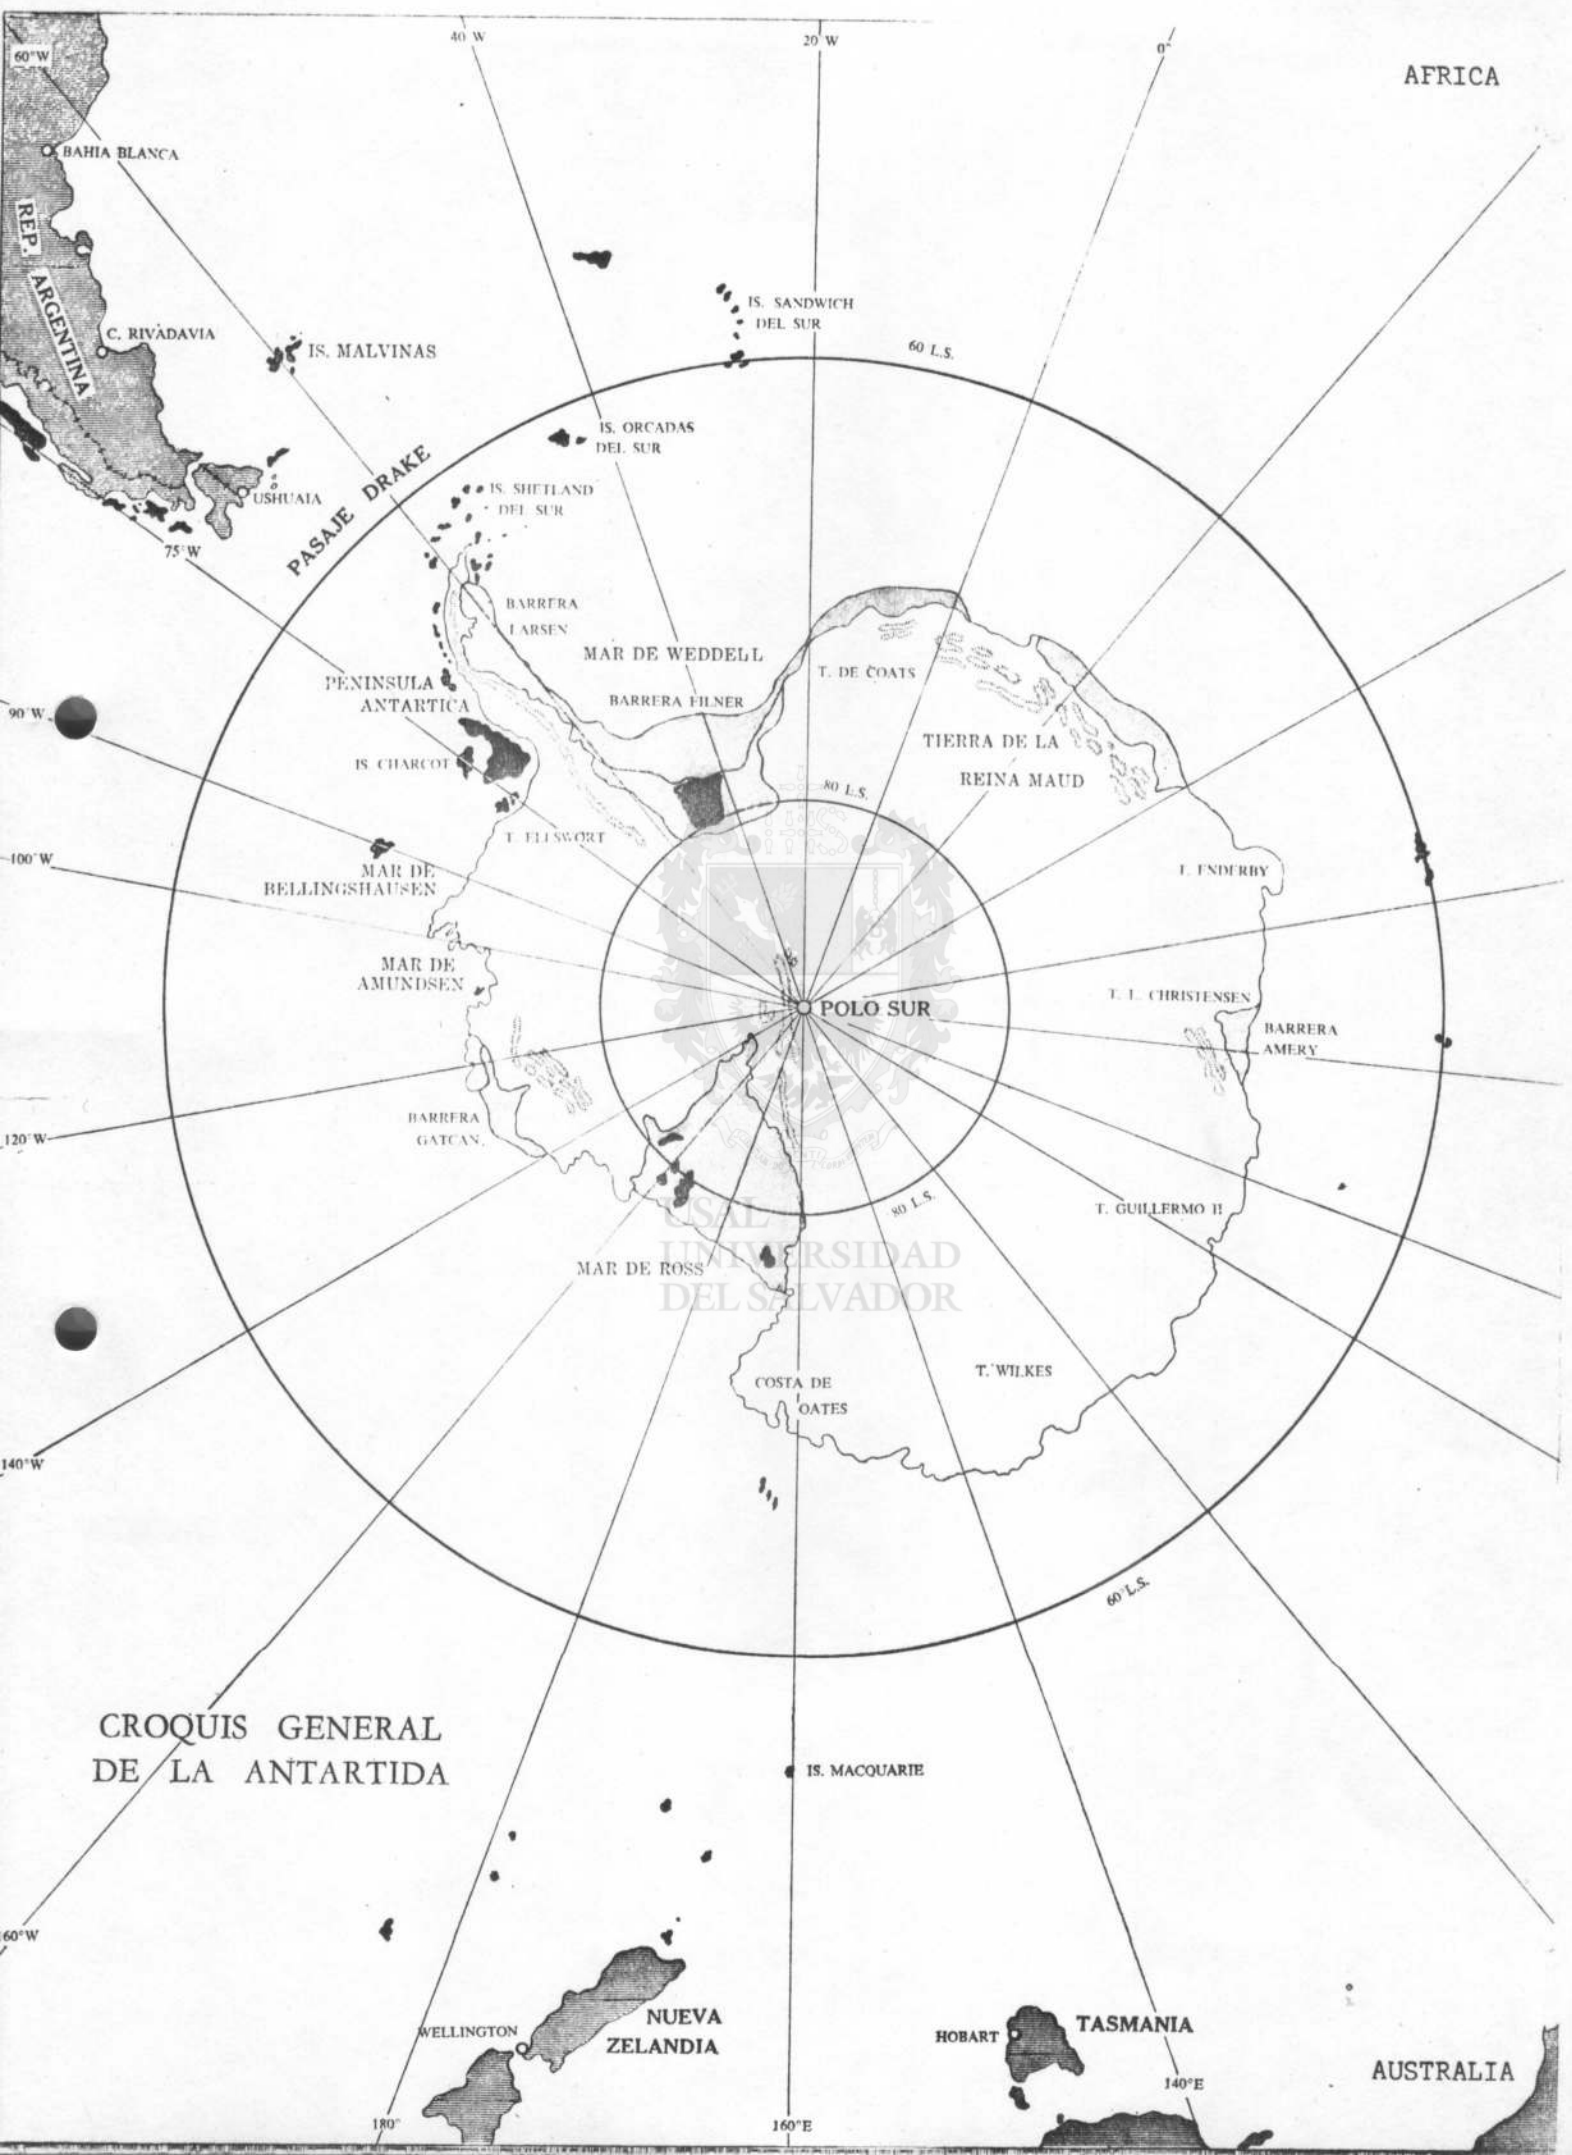 40 W
20 W
0°
60°W
AFRICA
BAHIA BLANCA
REP. ARGENTINA
IS. SANDWICH
DEL SUR
C. RIVADAVIA
IS. MALVINAS
60 L.S.
IS. ORCADAS
DEL SUR
PASAJE DRAKE
IS. SHETLAND
DEL SUR
USHUAIA
75°W
BARRERA
LARSEN
MAR DE WEDDELL
T. DE COATS
PENINSULA
ANTARTICA
BARRERA FILNER
90°W
TIERRA DE LA
REINA MAUD
IS. CHARCOT
80 L.S.
T. ELLSWORT
100°W
MAR DE
BELLINGSHAUSEN
T. ENDERBY
MAR DE
AMUNDSEN
T. L. CHRISTENSEN
POLO SUR
BARRERA
AMERY
BARRERA
GATCAN.
120°W
80 L.S.
T. GUILLERMO II
USAL
UNIVERSIDAD
DEL SALVADOR
MAR DE ROSS
T. WILKES
COSTA DE
OATES
140°W
60°L.S.
CROQUIS GENERAL
DE LA ANTARTIDA
IS. MACQUARIE
60°W
NUEVA
ZELANDIA
WELLINGTON
HOBART
TASMANIA
AUSTRALIA
140°E
180°
160°E